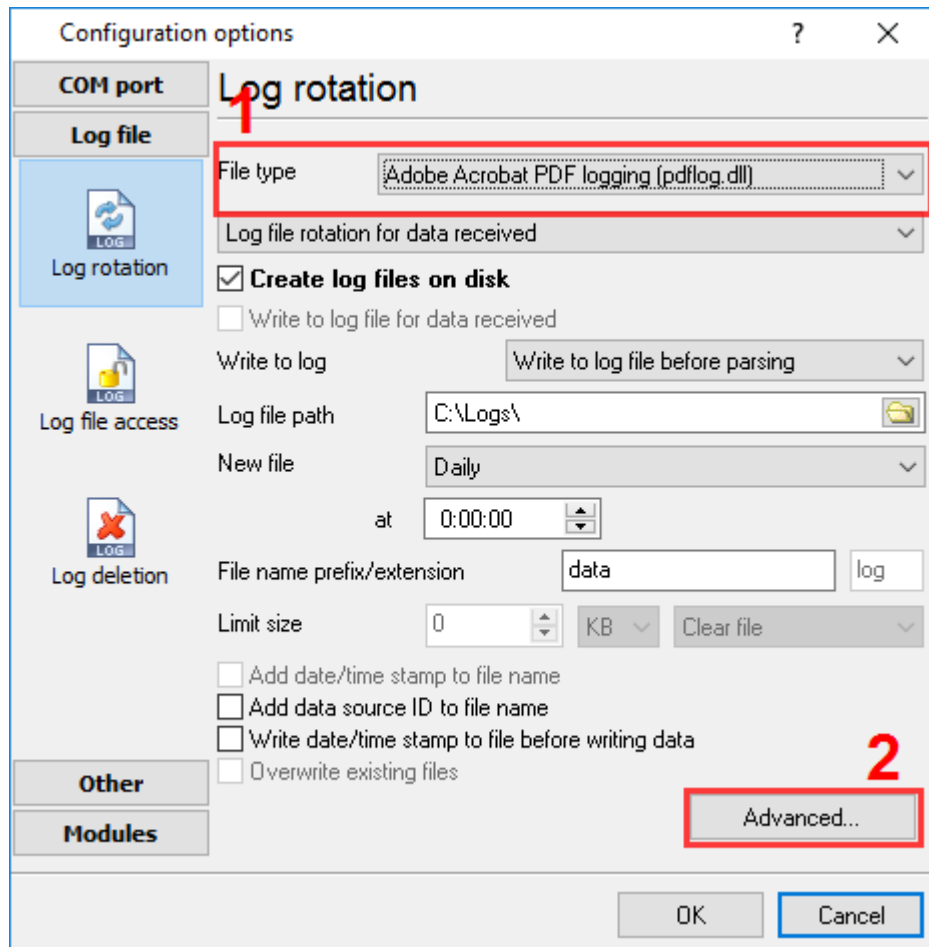 Configuration options
?
COM port
Log rotation
1
Log file
File type
Adobe Acrobat PDF logging (pdflog.dll)
LOG
Log rotation
Log file rotation for data received
Create log files on disk
Write to log file for data received
Write to log
Write to log file before parsing
LOG
Log file access
Log file path
C:\Logs\
New file
Daily
at
0:00:00
LOG
Log deletion
File name prefix/extension
data
log
Limit size
0
KB
Clear file
Add date/time stamp to file name
Add data source ID to file name
Write date/time stamp to file before writing data
2
Overwrite existing files
Other
Advanced...
Modules
OK
Cancel